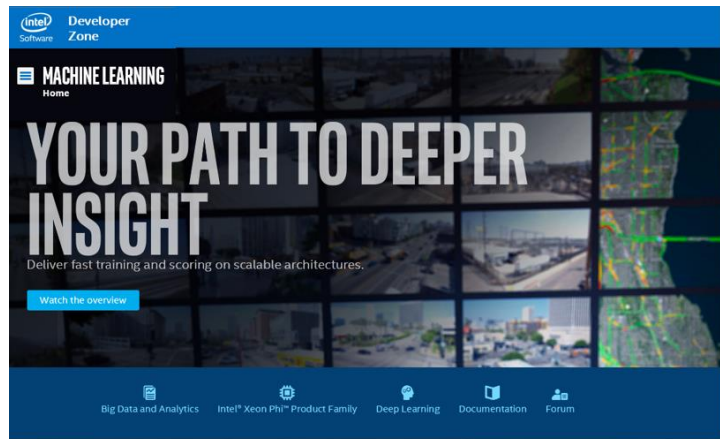 intel
Software
Developer
Zone
MACHINE LEARNING
Home
YOUR PATH TO DEEPER
INSIGHT
Deliver fast training and scoring on scalable architectures.
Watch the overview
Big Data and Analytics
Intel® Xeon Phi™ Product Family
Deep Learning
Documentation
Forum